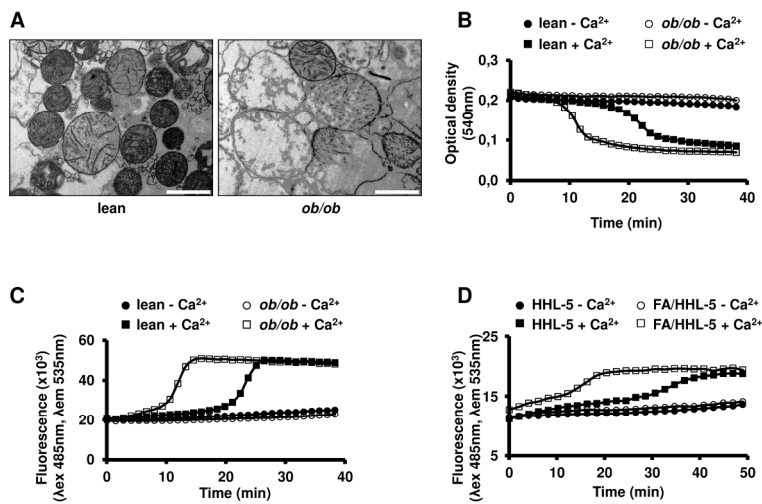 A
lean
ob/ob
B
lean - Ca²⁺
ob/ob - Ca²⁺
lean + Ca²⁺
ob/ob + Ca²⁺
Optical density
(540nm)
0,3
0,2
0,1
0,0
0 10 20 30 40
Time (min)
C
lean - Ca²⁺
ob/ob - Ca²⁺
lean + Ca²⁺
ob/ob + Ca²⁺
Fluorescence (x10³)
(λex 485nm, λem 535nm)
60
40
20
0
0 10 20 30 40
Time (min)
D
HHL-5 - Ca²⁺
FA/HHL-5 - Ca²⁺
HHL-5 + Ca²⁺
FA/HHL-5 + Ca²⁺
Fluorescence (x10³)
(λex 485nm, λem 535nm)
25
15
5
0 10 20 30 40 50
Time (min)